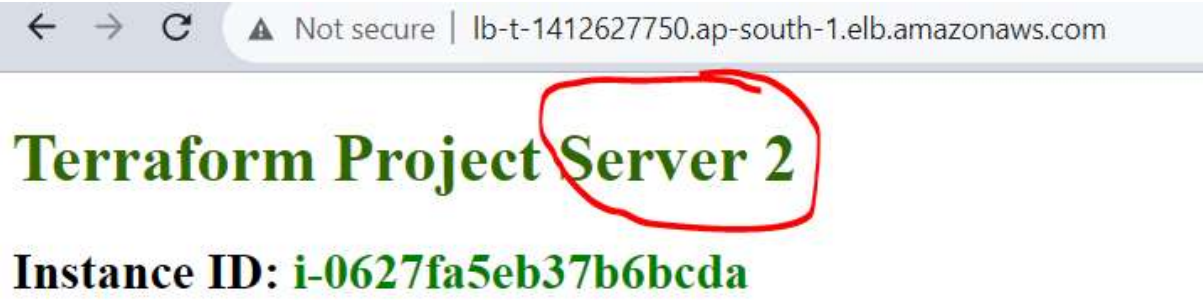 Not secure | lb-t-1412627750.ap-south-1.elb.amazonaws.com
Terraform Project Server 2
Instance ID: i-0627fa5eb37b6bcda